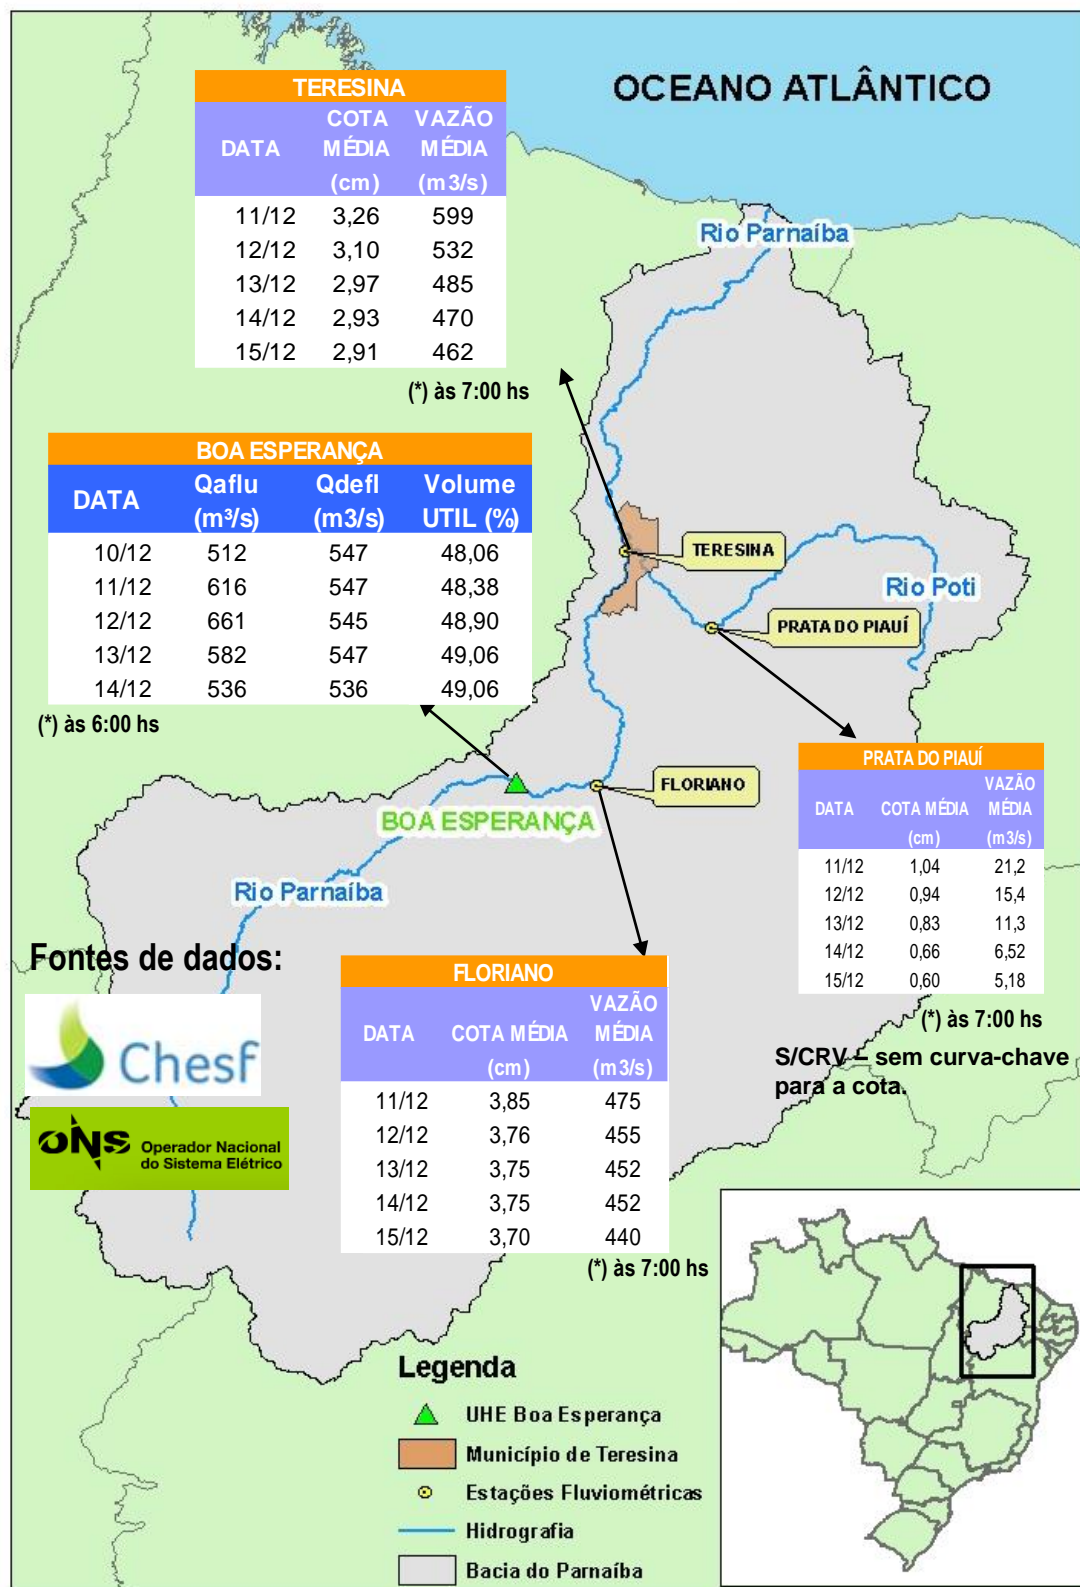 OCEANO ATLÂNTICO
TERESINA
DATA COTA MÉDIA (cm) VAZÃO MÉDIA (m3/s)
11/12 3,26 599
12/12 3,10 532
13/12 2,97 485
14/12 2,93 470
15/12 2,91 462
(*) às 7:00 hs
Rio Parnaíba
BOA ESPERANÇA
DATA Qaflu (m³/s) Qdefl (m3/s) Volume UTIL (%)
10/12 512 547 48,06
11/12 616 547 48,38
12/12 661 545 48,90
13/12 582 547 49,06
14/12 536 536 49,06
(*) às 6:00 hs
TERESINA
Rio Poti
PRATA DO PIAUÍ
FLORIANO
BOA ESPERANÇA
Rio Parnaíba
PRATA DO PIAUÍ
DATA COTA MÉDIA (cm) VAZÃO MÉDIA (m3/s)
11/12 1,04 21,2
12/12 0,94 15,4
13/12 0,83 11,3
14/12 0,66 6,52
15/12 0,60 5,18
(*) às 7:00 hs
S/CRV – sem curva-chave
para a cota.
Fontes de dados:
Chesf
ONS Operador Nacional
do Sistema Elétrico
FLORIANO
DATA COTA MÉDIA (cm) VAZÃO MÉDIA (m3/s)
11/12 3,85 475
12/12 3,76 455
13/12 3,75 452
14/12 3,75 452
15/12 3,70 440
(*) às 7:00 hs
Legenda
UHE Boa Esperança
Município de Teresina
Estações Fluviométricas
Hidrografia
Bacia do Parnaíba